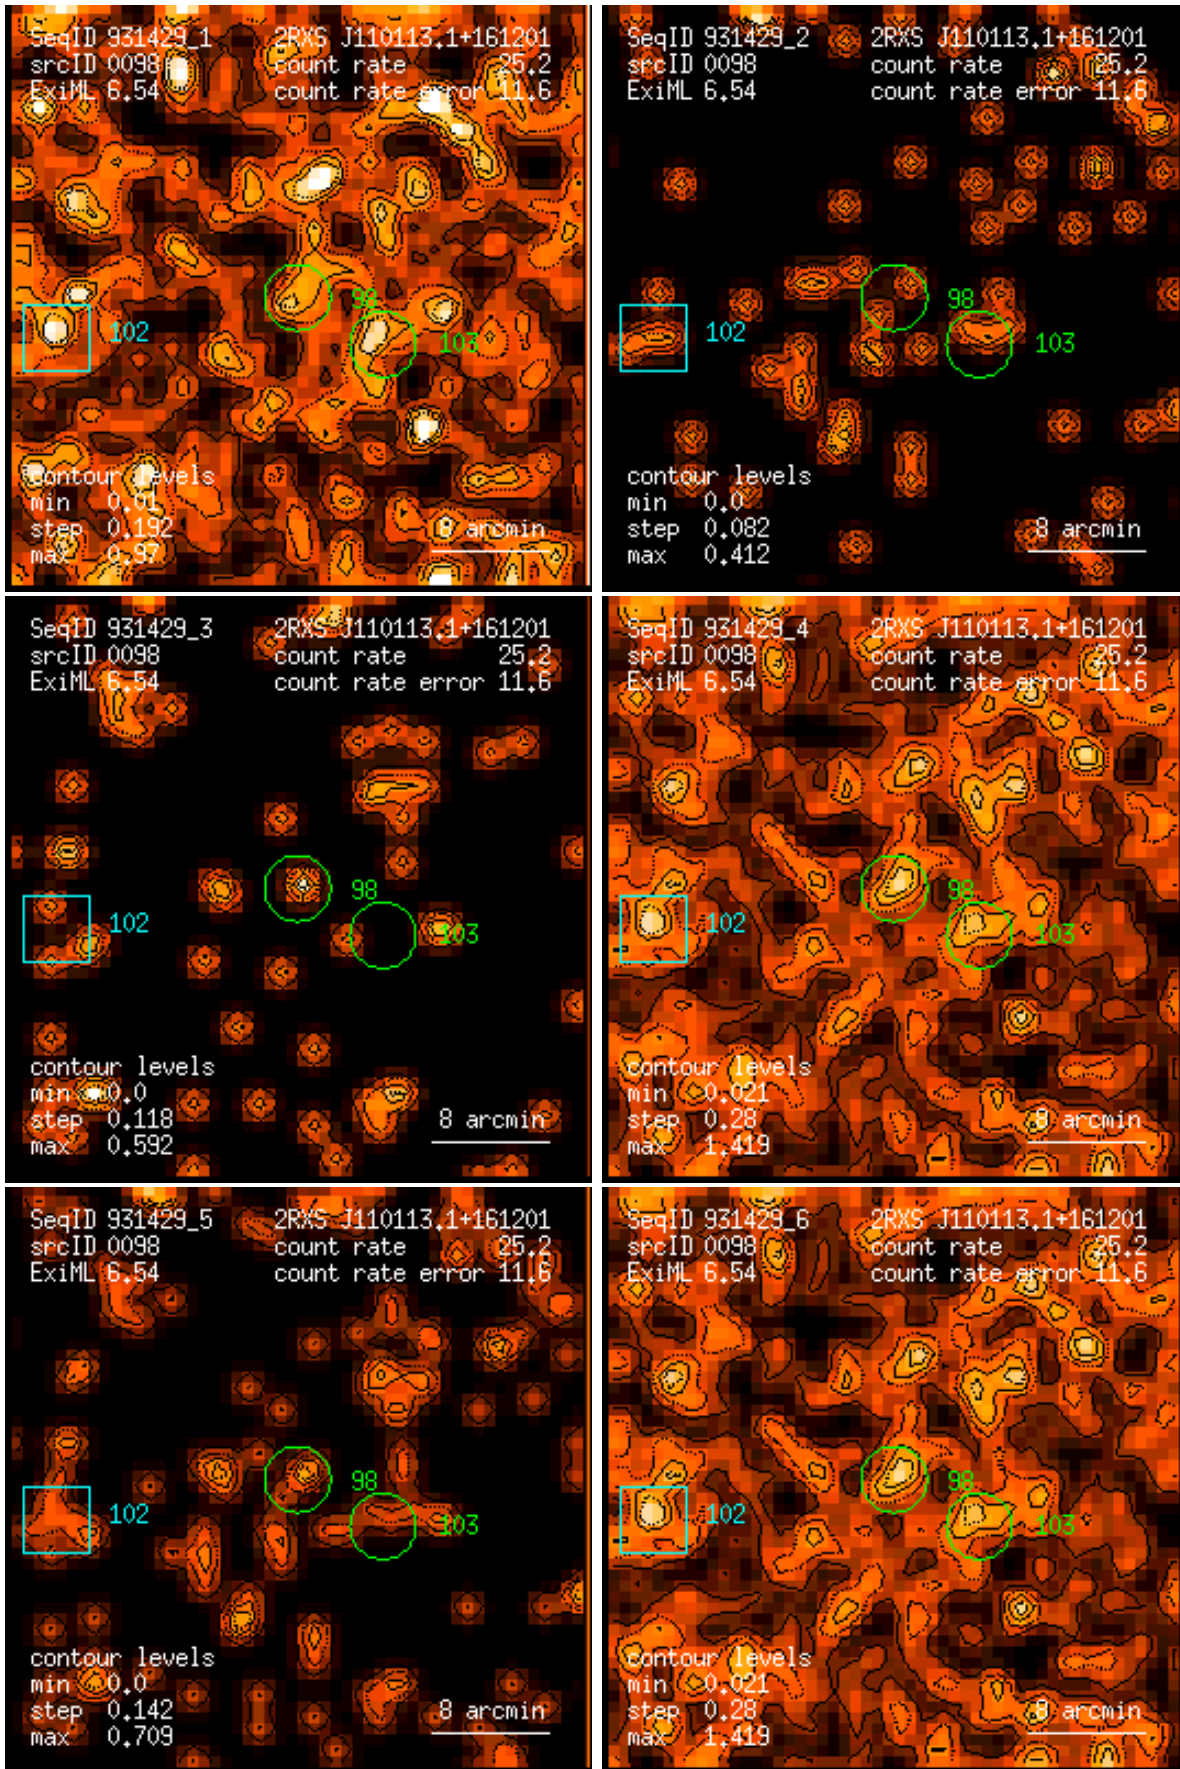 SeqID 931429_1 2RXS J110113.1+161201
srcID 0098 count rate 25.2
ExiML 6.54 count rate error 11.6
98
102
103
contour levels
min 0.01
step 0.192
max 0.97
8 arcmin
SeqID 931429_2 2RXS J110113.1+161201
srcID 0098 count rate 25.2
ExiML 6.54 count rate error 11.6
98
102
103
contour levels
min 0.0
step 0.082
max 0.412
8 arcmin
SeqID 931429_3 2RXS J110113.1+161201
srcID 0098 count rate 25.2
ExiML 6.54 count rate error 11.6
98
102
103
contour levels
min 0.0
step 0.118
max 0.592
8 arcmin
SeqID 931429_4 2RXS J110113.1+161201
srcID 0098 count rate 25.2
ExiML 6.54 count rate error 11.6
98
102
103
contour levels
min 0.021
step 0.28
max 1.419
8 arcmin
SeqID 931429_5 2RXS J110113.1+161201
srcID 0098 count rate 25.2
ExiML 6.54 count rate error 11.6
98
102
103
contour levels
min 0.0
step 0.142
max 0.709
8 arcmin
SeqID 931429_6 2RXS J110113.1+161201
srcID 0098 count rate 25.2
ExiML 6.54 count rate error 11.6
98
102
103
contour levels
min 0.021
step 0.28
max 1.419
8 arcmin